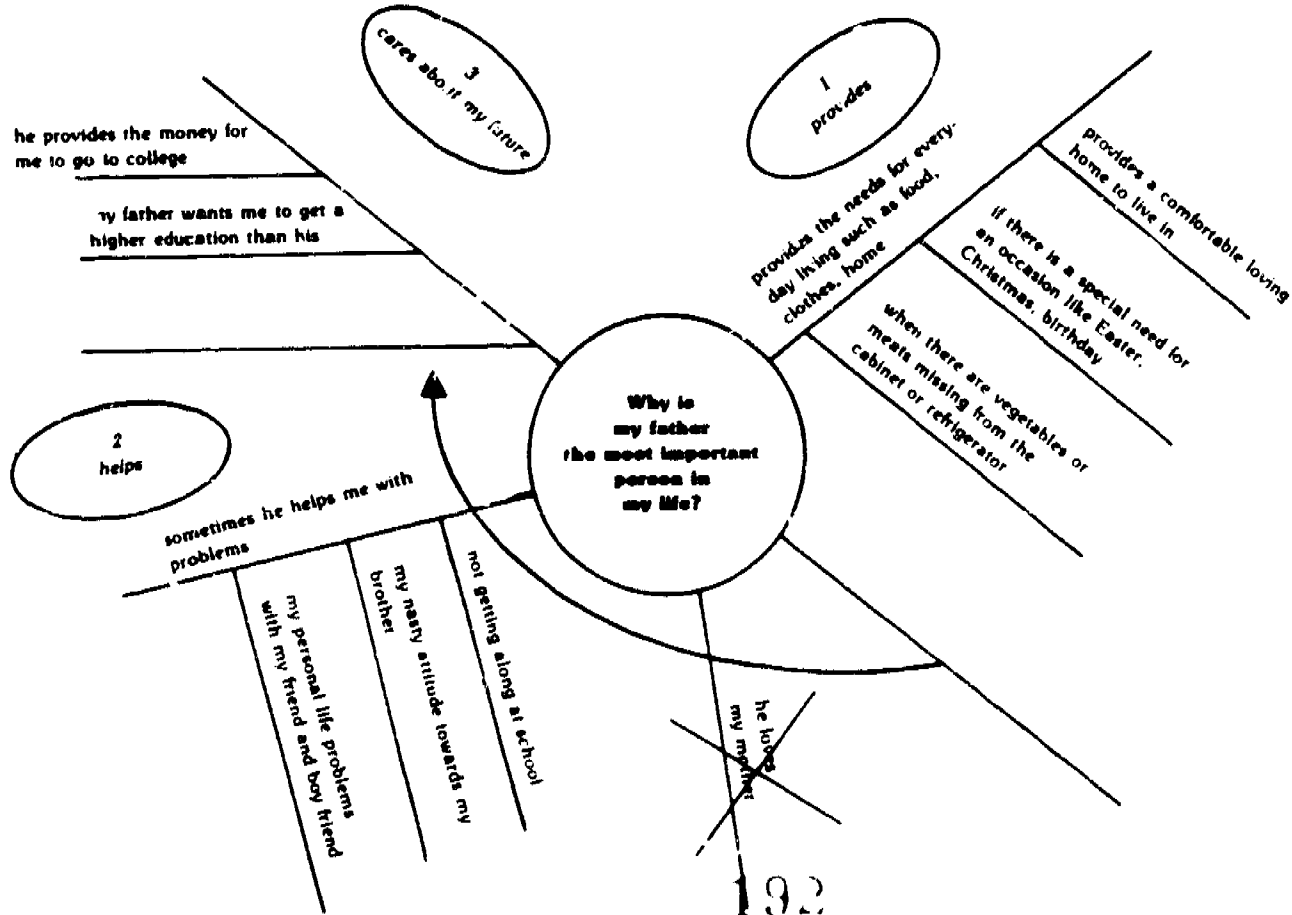 3
cares about my future
1
provides
he provides the money for
me to go to college
my father wants me to get a
higher education than his
provides the needs for every-
day living such as food,
clothes, home
provides a comfortable loving
home to live in
if there is a special need for
an occasion like Easter,
Christmas, birthday
when there are vegetables or
meats missing from the
cabinet or refrigerator
Why is
my father
the most important
person in
my life?
2
helps
sometimes he helps me with
problems
my personal life problems
with my friend and boy friend
my nasty attitude towards my
brother
not getting along at school
he loves
my mother
192